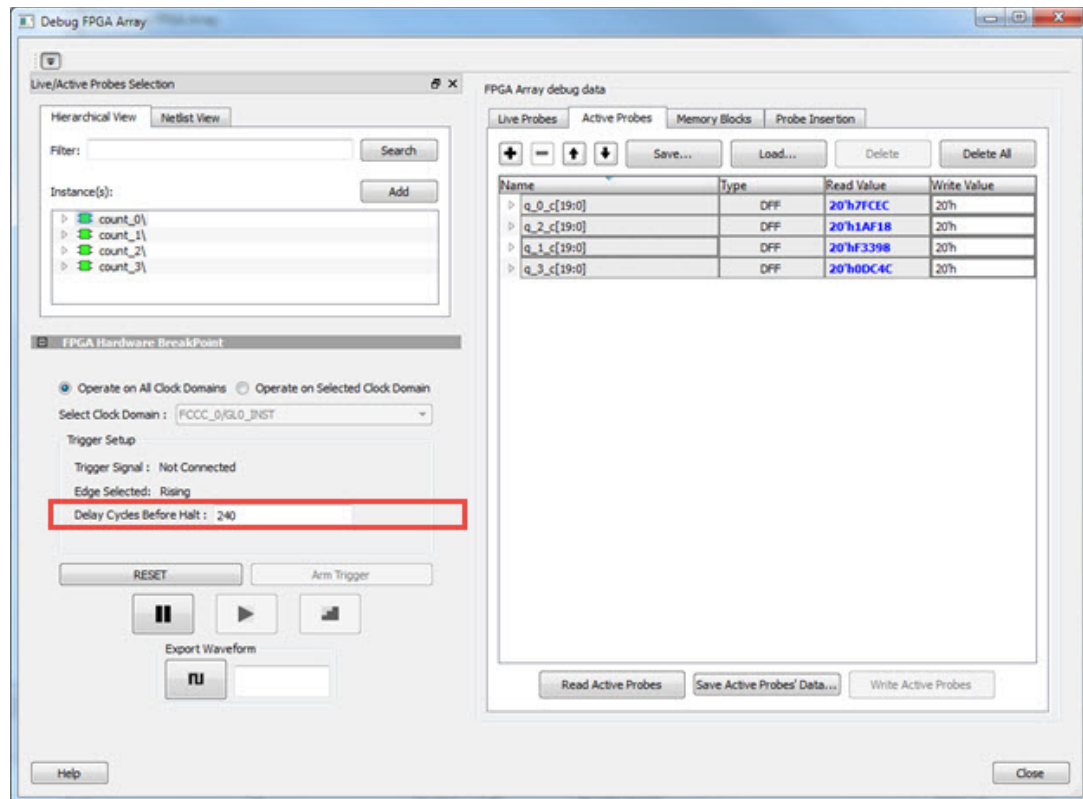 Debug FPGA Array
Live/Active Probes Selection
Hierarchical View Netlist View
Filter: Search
Instance(s): Add
count_0\
count_1\
count_2\
count_3\
FPGA Hardware BreakPoint
Operate on All Clock Domains Operate on Selected Clock Domain
Select Clock Domain : FCCC_0/GL0_INST
Trigger Setup
Trigger Signal : Not Connected
Edge Selected: Rising
Delay Cycles Before Halt : 240
RESET Arm Trigger
Export Waveform
FPGA Array debug data
Live Probes Active Probes Memory Blocks Probe Insertion
Save... Load... Delete Delete All
Name Type Read Value Write Value
q_0_c[19:0] DFF 20'h7FCEC 20'h
q_2_c[19:0] DFF 20'h1AF18 20'h
q_1_c[19:0] DFF 20'hF3398 20'h
q_3_c[19:0] DFF 20'h0DC4C 20'h
Read Active Probes Save Active Probes' Data... Write Active Probes
Help Close